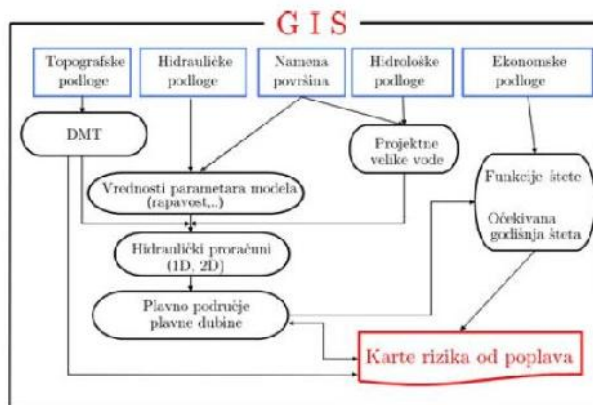 G I S
Topografske
podloge
Hidrauličke
podloge
Namena
površina
Hidrološke
podloge
Ekonomske
podloge
DMT
Projektne
velike vode
Vrednosti parametara modela
(rapavost,..)
Funkcije štete
Očekivana
godišnja šteta
Hidraulički proračuni
(1D, 2D)
Plavno područje
plavne dubine
Karte rizika od poplava